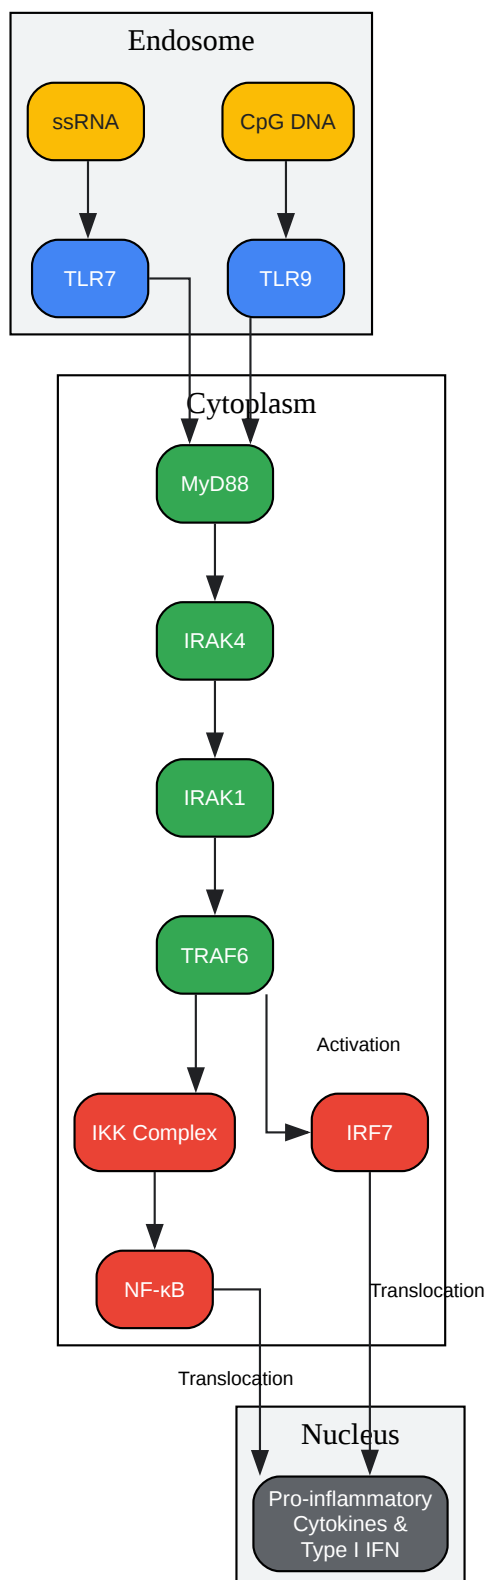 Endosome
ssRNA
CpG DNA
TLR7
TLR9
Cytoplasm
MyD88
IRAK4
IRAK1
TRAF6
Activation
IKK Complex
IRF7
NF-κB
Translocation
Translocation
Nucleus
Pro-inflammatory
Cytokines &
Type I IFN